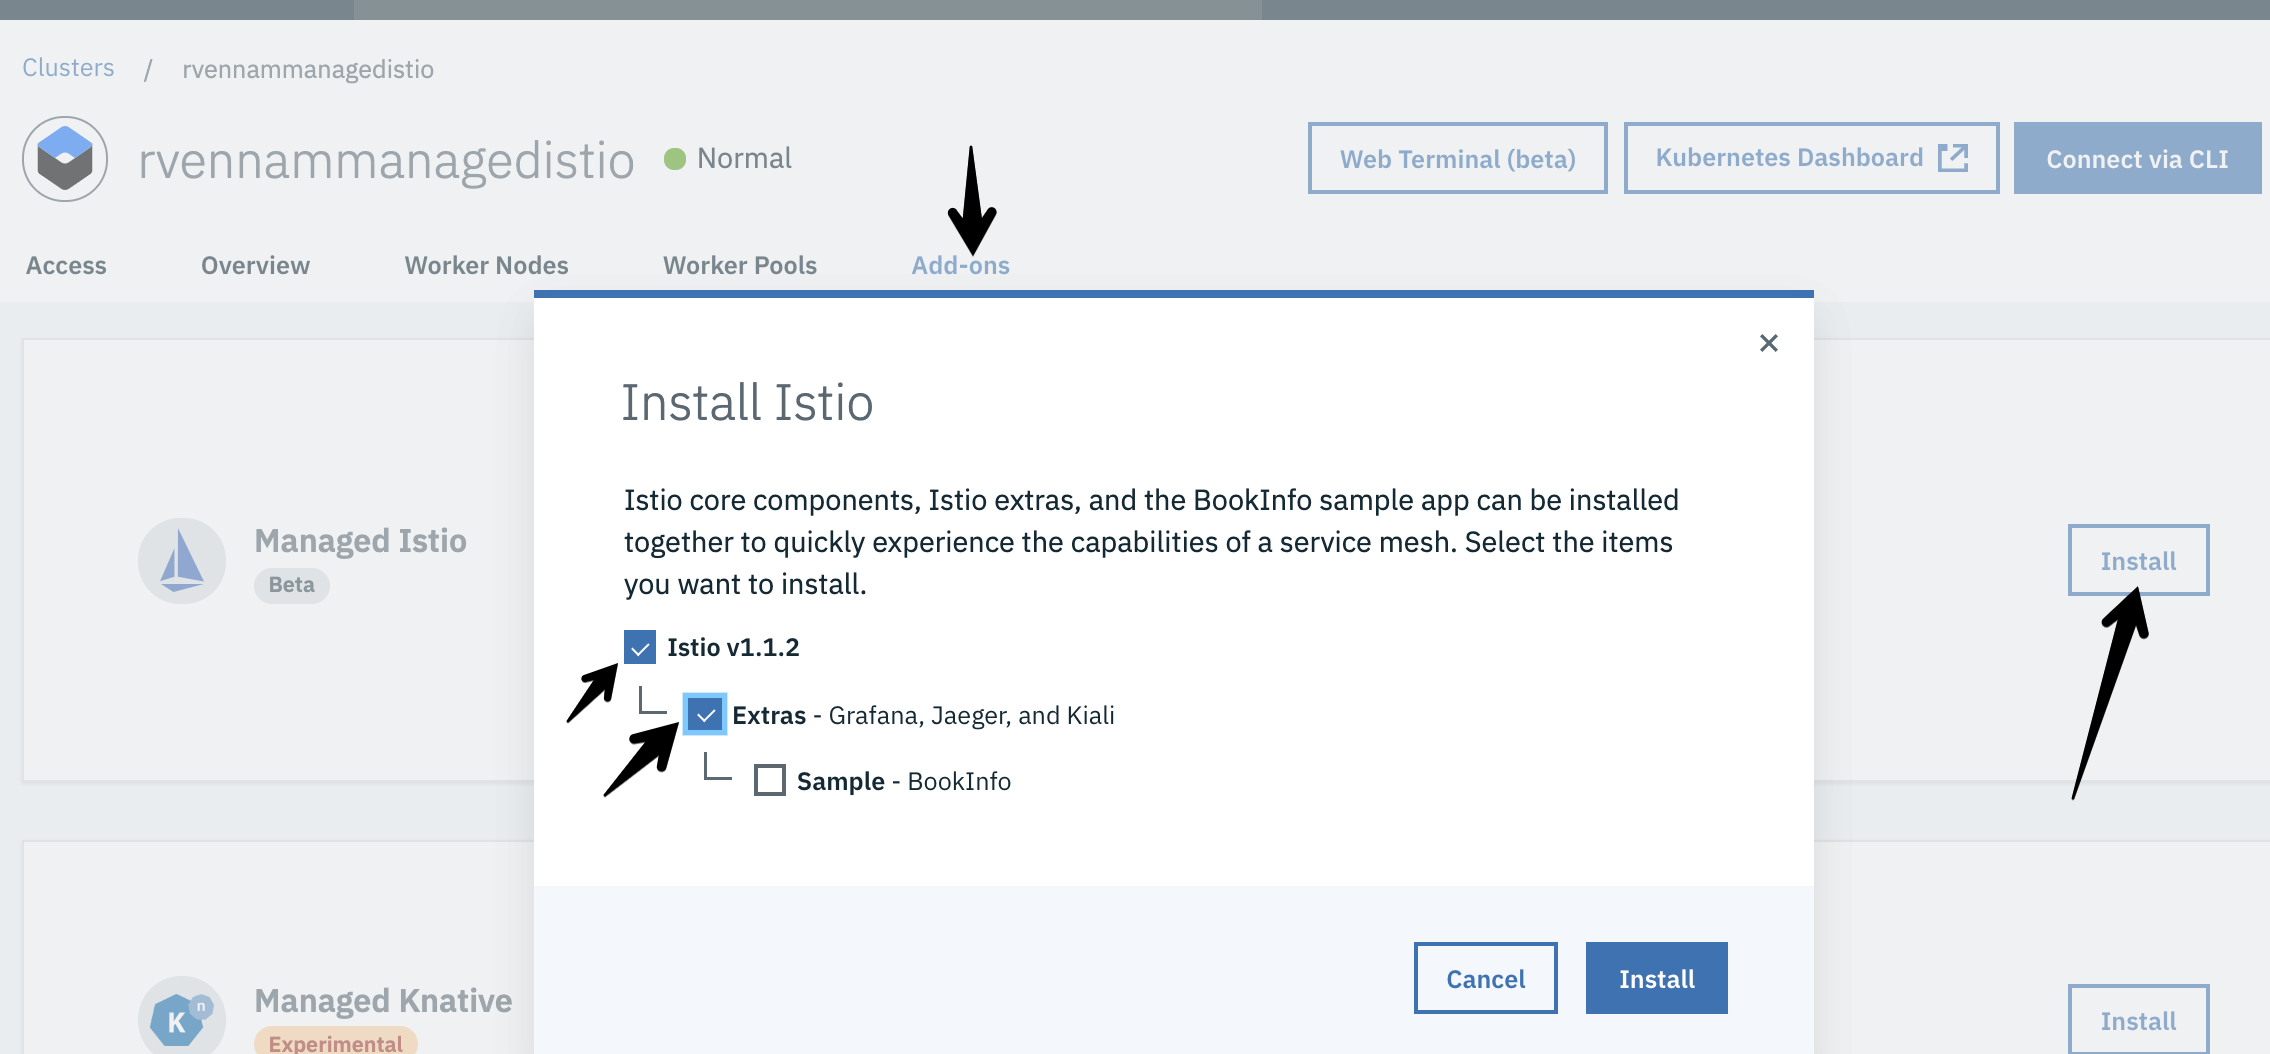 Clusters / rvennammanagedistio
rvennammanagedistio Normal
Web Terminal (beta) Kubernetes Dashboard Connect via CLI
Access Overview Worker Nodes Worker Pools Add-ons
Install Istio
Istio core components, Istio extras, and the BookInfo sample app can be installed
together to quickly experience the capabilities of a service mesh. Select the items
you want to install.
Istio v1.1.2
Extras - Grafana, Jaeger, and Kiali
Sample - BookInfo
Cancel Install
Managed Istio
Beta
Install
K n
Managed Knative
Experimental
Install